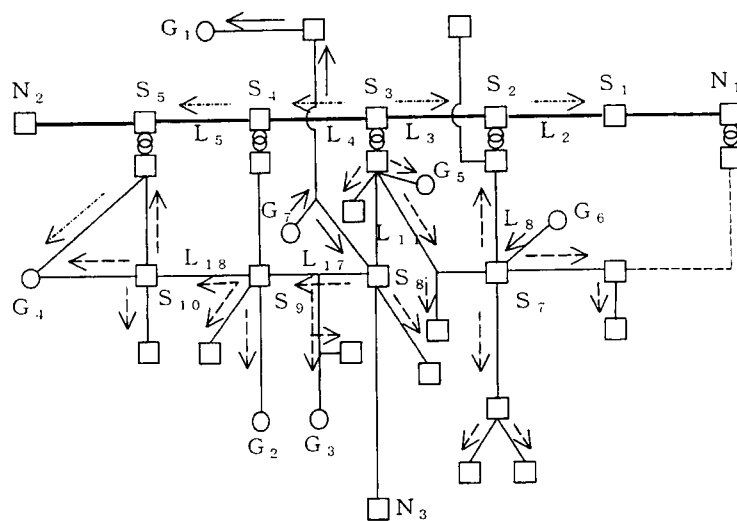 G₁
N₂ S₅ S₄ S₃ S₂ S₁ N₁
L₅ L₄ L₃ L₂
G₅
G₇ L₁₁ L₈ G₆
L₁₈ L₁₇ S₈
G₄ S₁₀ S₉ S₇
G₂ G₃
N₃